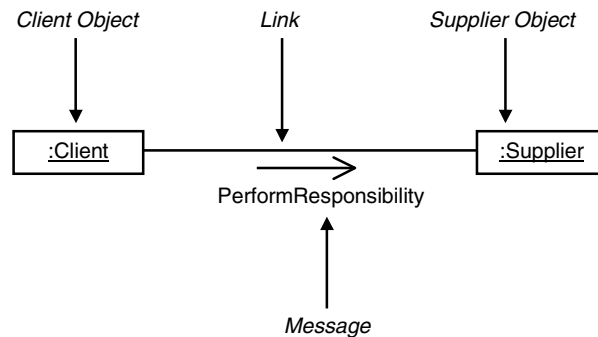 Client Object
Link
Supplier Object
:Client
:Supplier
PerformResponsibility
Message